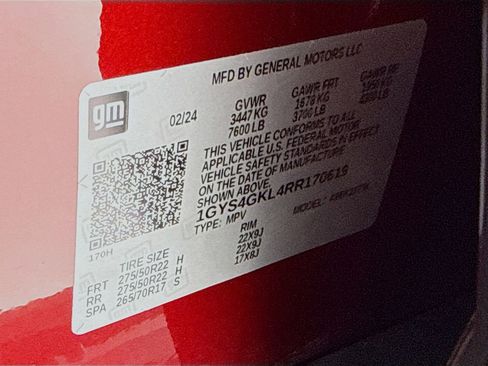 gm
MFD BY GENERAL MOTORS LLC
02/24
GVWR GAWR FRT GAWR RR
3447 KG 1678 KG
7600 LB 3700 LB
THIS VEHICLE CONFORMS TO ALL
APPLICABLE U.S. FEDERAL MOTOR
VEHICLE SAFETY STANDARDS IN EFFECT
ON THE DATE OF MANUFACTURE
SHOWN ABOVE.
1GYS4GKL4RR170619
TYPE: MPV MODEL:
170H
TIRE SIZE RIM
FRT 275/50R22 H 22X9J
RR 275/50R22 H 22X9J
SPA 265/70R17 S 17X8J